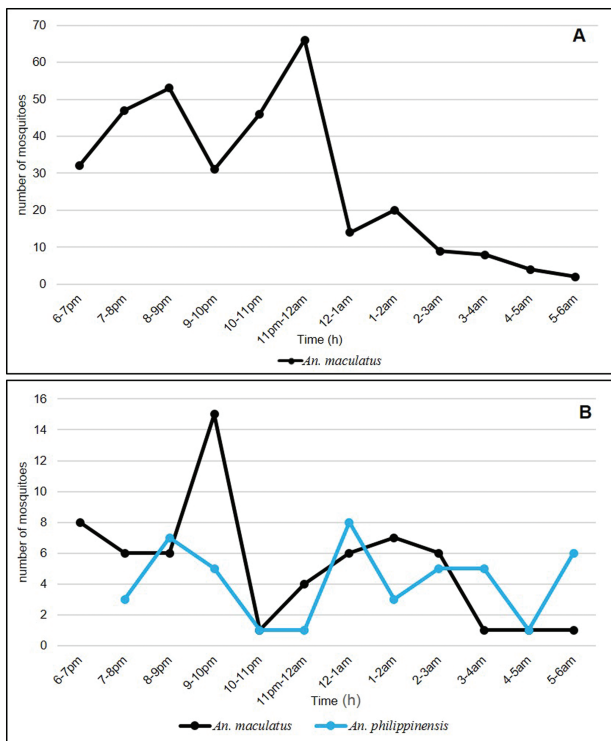 A
70
60
50
40
30
20
10
0
number of mosquitoes
6-7pm
7-8pm
8-9pm
9-10pm
10-11pm
11pm-12am
12-1am
1-2am
2-3am
3-4am
4-5am
5-6am
Time (h)
An. maculatus
B
16
14
12
10
8
6
4
2
0
number of mosquitoes
6-7pm
7-8pm
8-9pm
9-10pm
10-11pm
11pm-12am
12-1am
1-2am
2-3am
3-4am
4-5am
5-6am
Time (h)
An. maculatus An. philippinensis